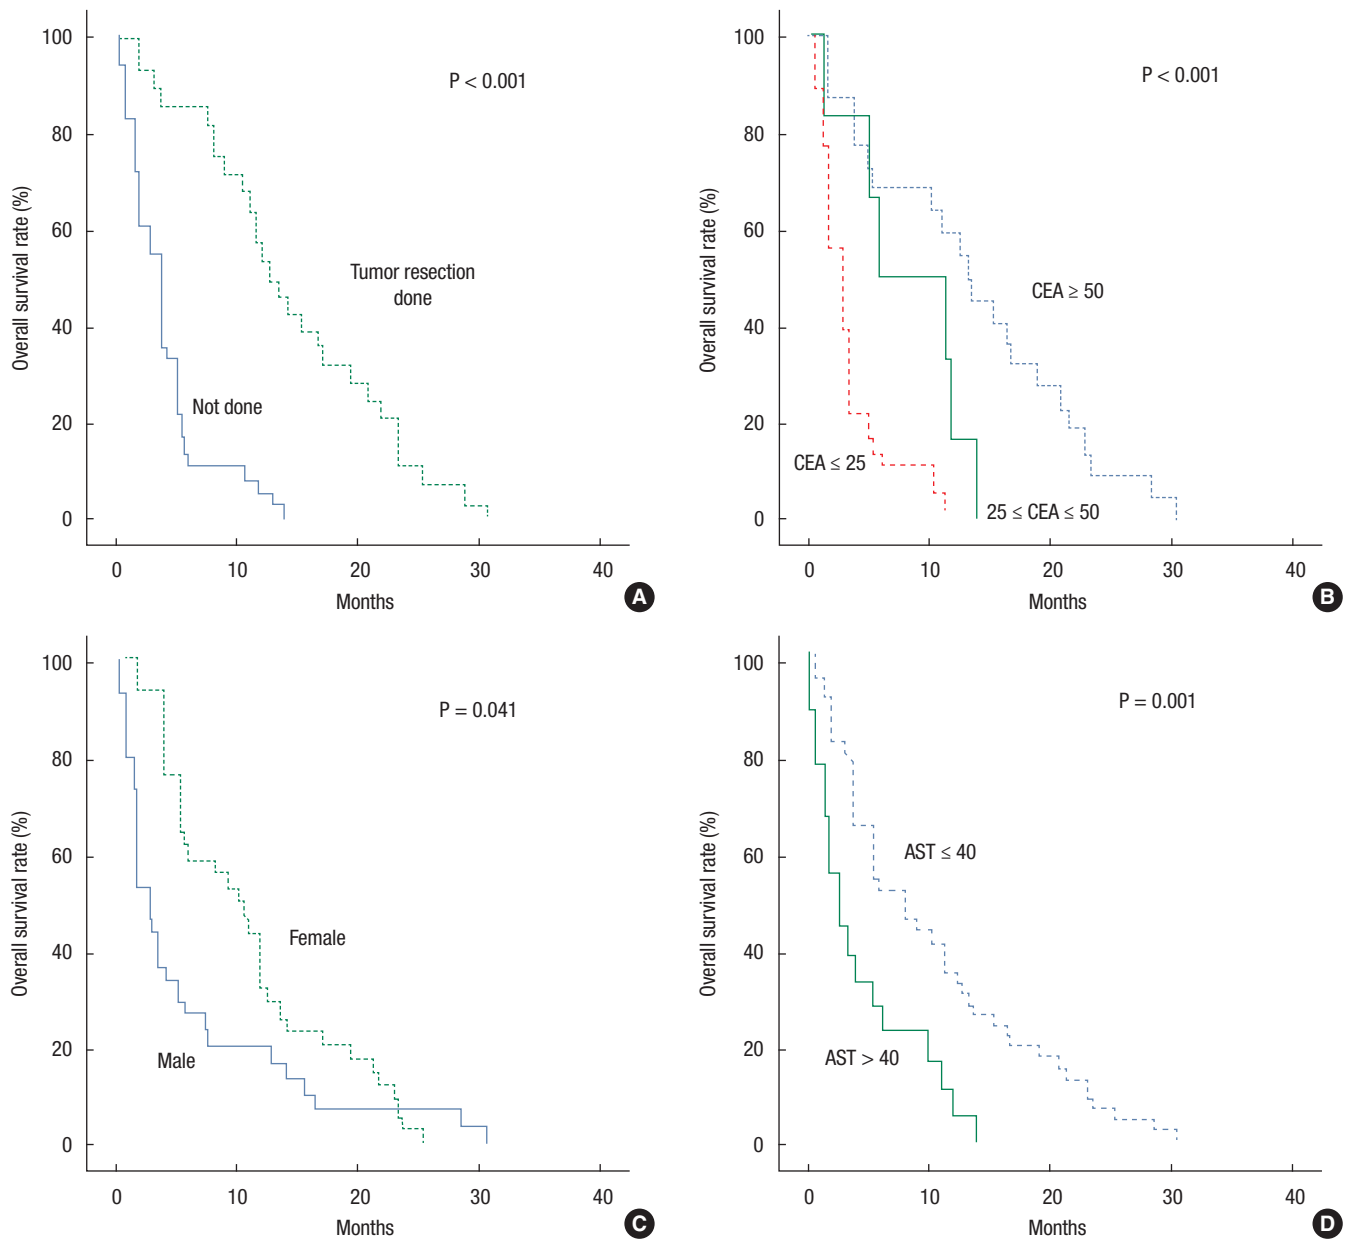 100
80
60
40
20
0
Overall survival rate (%)
P < 0.001
Tumor resection
done
Not done
0 10 20 30 40
Months
A
100
80
60
40
20
0
Overall survival rate (%)
P < 0.001
CEA ≥ 50
CEA ≤ 25
25 ≤ CEA ≤ 50
0 10 20 30 40
Months
B
100
80
60
40
20
0
Overall survival rate (%)
P = 0.041
Female
Male
0 10 20 30 40
Months
C
100
80
60
40
20
0
Overall survival rate (%)
P = 0.001
AST ≤ 40
AST > 40
0 10 20 30 40
Months
D